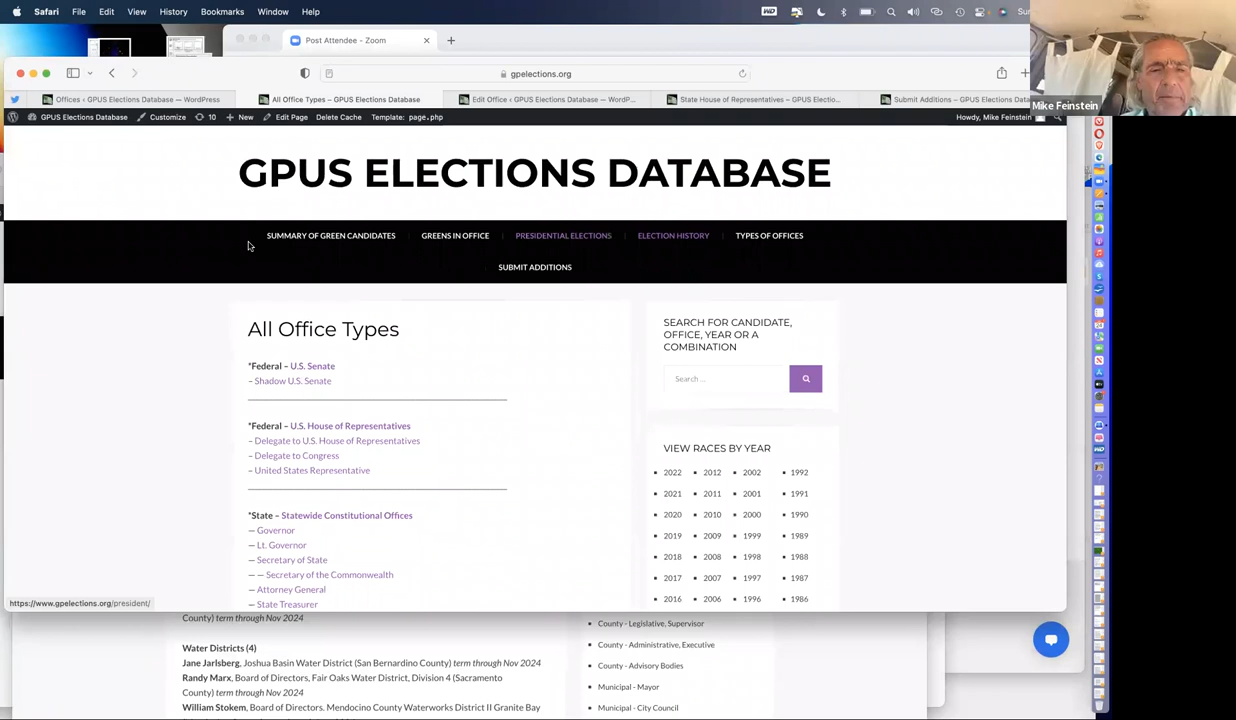 Safari File Edit View History Bookmarks Window Help
Post Attendee - Zoom
gpelections.org
Offices ‹ GPUS Elections Database — WordPress
All Office Types – GPUS Elections Database
Edit Office ‹ GPUS Elections Database — WordP...
State House of Representatives – GPUS Electio...
Submit Additions – GPUS Elections Data
Mike Feinstein
GPUS Elections Database Customize 10 New Edit Page Delete Cache Template: page.php
Howdy, Mike Feinstein
GPUS ELECTIONS DATABASE
SUMMARY OF GREEN CANDIDATES
GREENS IN OFFICE
PRESIDENTIAL ELECTIONS
ELECTION HISTORY
TYPES OF OFFICES
SUBMIT ADDITIONS
All Office Types
*Federal – U.S. Senate
– Shadow U.S. Senate
*Federal – U.S. House of Representatives
– Delegate to U.S. House of Representatives
– Delegate to Congress
– United States Representative
*State – Statewide Constitutional Offices
— Governor
— Lt. Governor
— Secretary of State
— — Secretary of the Commonwealth
— Attorney General
— State Treasurer
SEARCH FOR CANDIDATE,
OFFICE, YEAR OR A
COMBINATION
Search ...
VIEW RACES BY YEAR
2022 2012 2002 1992
2021 2011 2001 1991
2020 2010 2000 1990
2019 2009 1999 1989
2018 2008 1998 1988
2017 2007 1997 1987
2016 2006 1996 1986
https://www.gpelections.org/president/
County) term through Nov 2024
Water Districts (4)
Jane Jarlsberg, Joshua Basin Water District (San Bernardino County) term through Nov 2024
Randy Marx, Board of Directors, Fair Oaks Water District, Division 4 (Sacramento
County) term through Nov 2024
William Stokem, Board of Directors. Mendocino County Waterworks District II Granite Bay
County - Legislative, Supervisor
County - Administrative, Executive
County - Advisory Bodies
Municipal - Mayor
Municipal - City Council